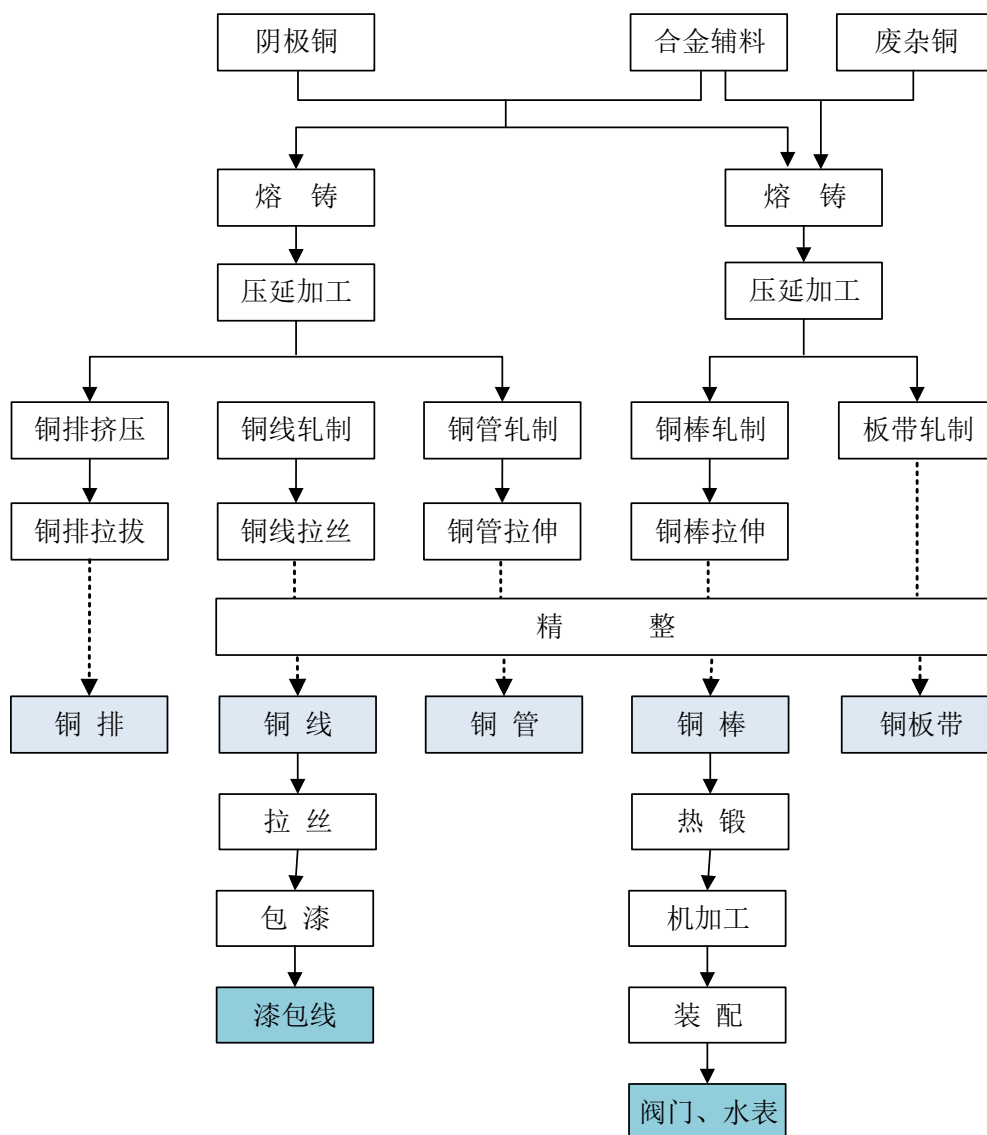 阴极铜
合金辅料
废杂铜
熔 铸
熔 铸
压延加工
压延加工
铜排挤压
铜线轧制
铜管轧制
铜棒轧制
板带轧制
铜排拉拔
铜线拉丝
铜管拉伸
铜棒拉伸
精 整
铜 排
铜 线
铜 管
铜 棒
铜板带
拉 丝
热 锻
包 漆
机加工
漆包线
装 配
阀门、水表